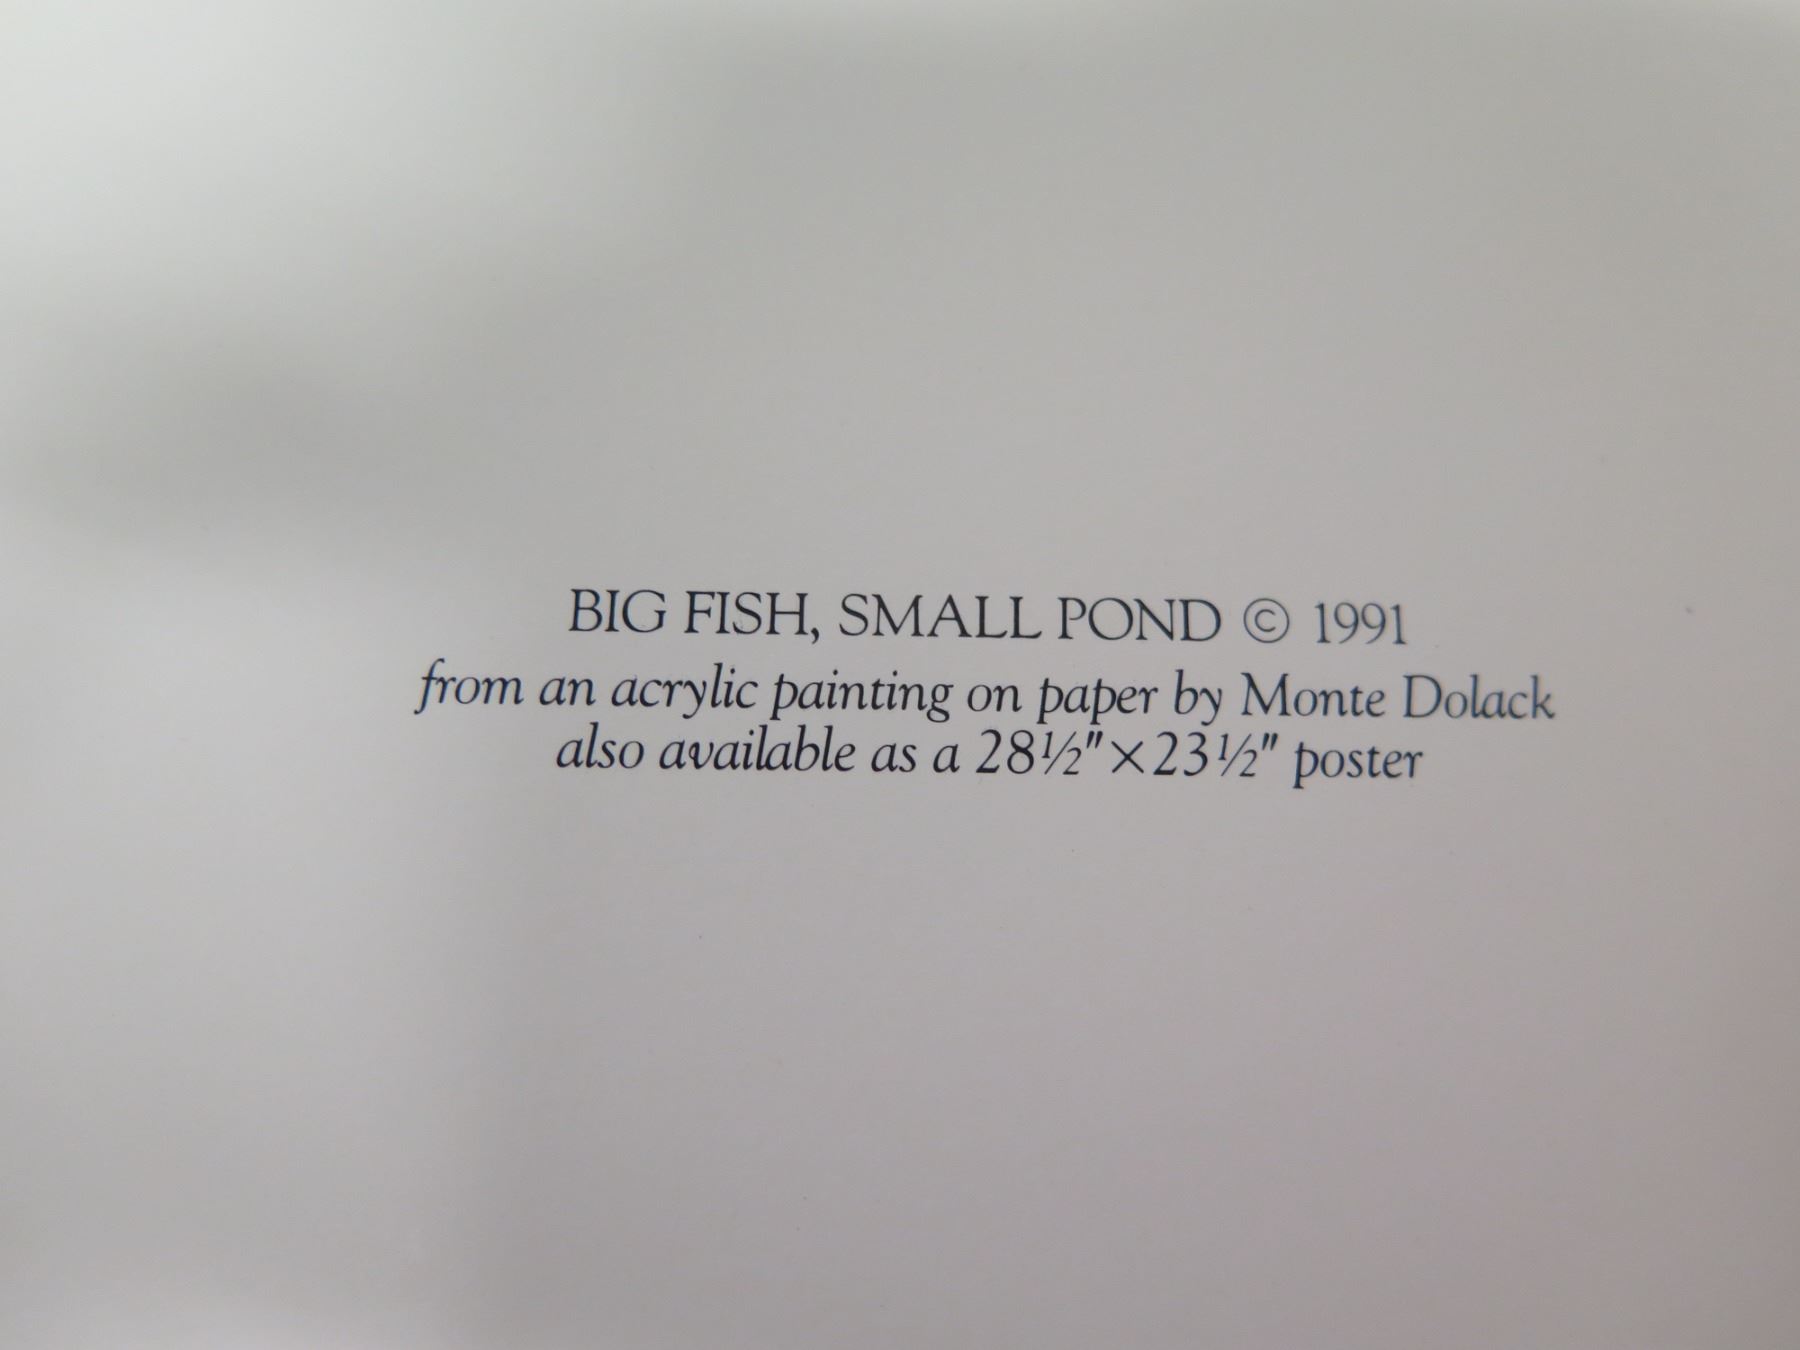 BIG FISH, SMALL POND © 1991
from an acrylic painting on paper by Monte Dolack
also available as a 28½" × 23½" poster